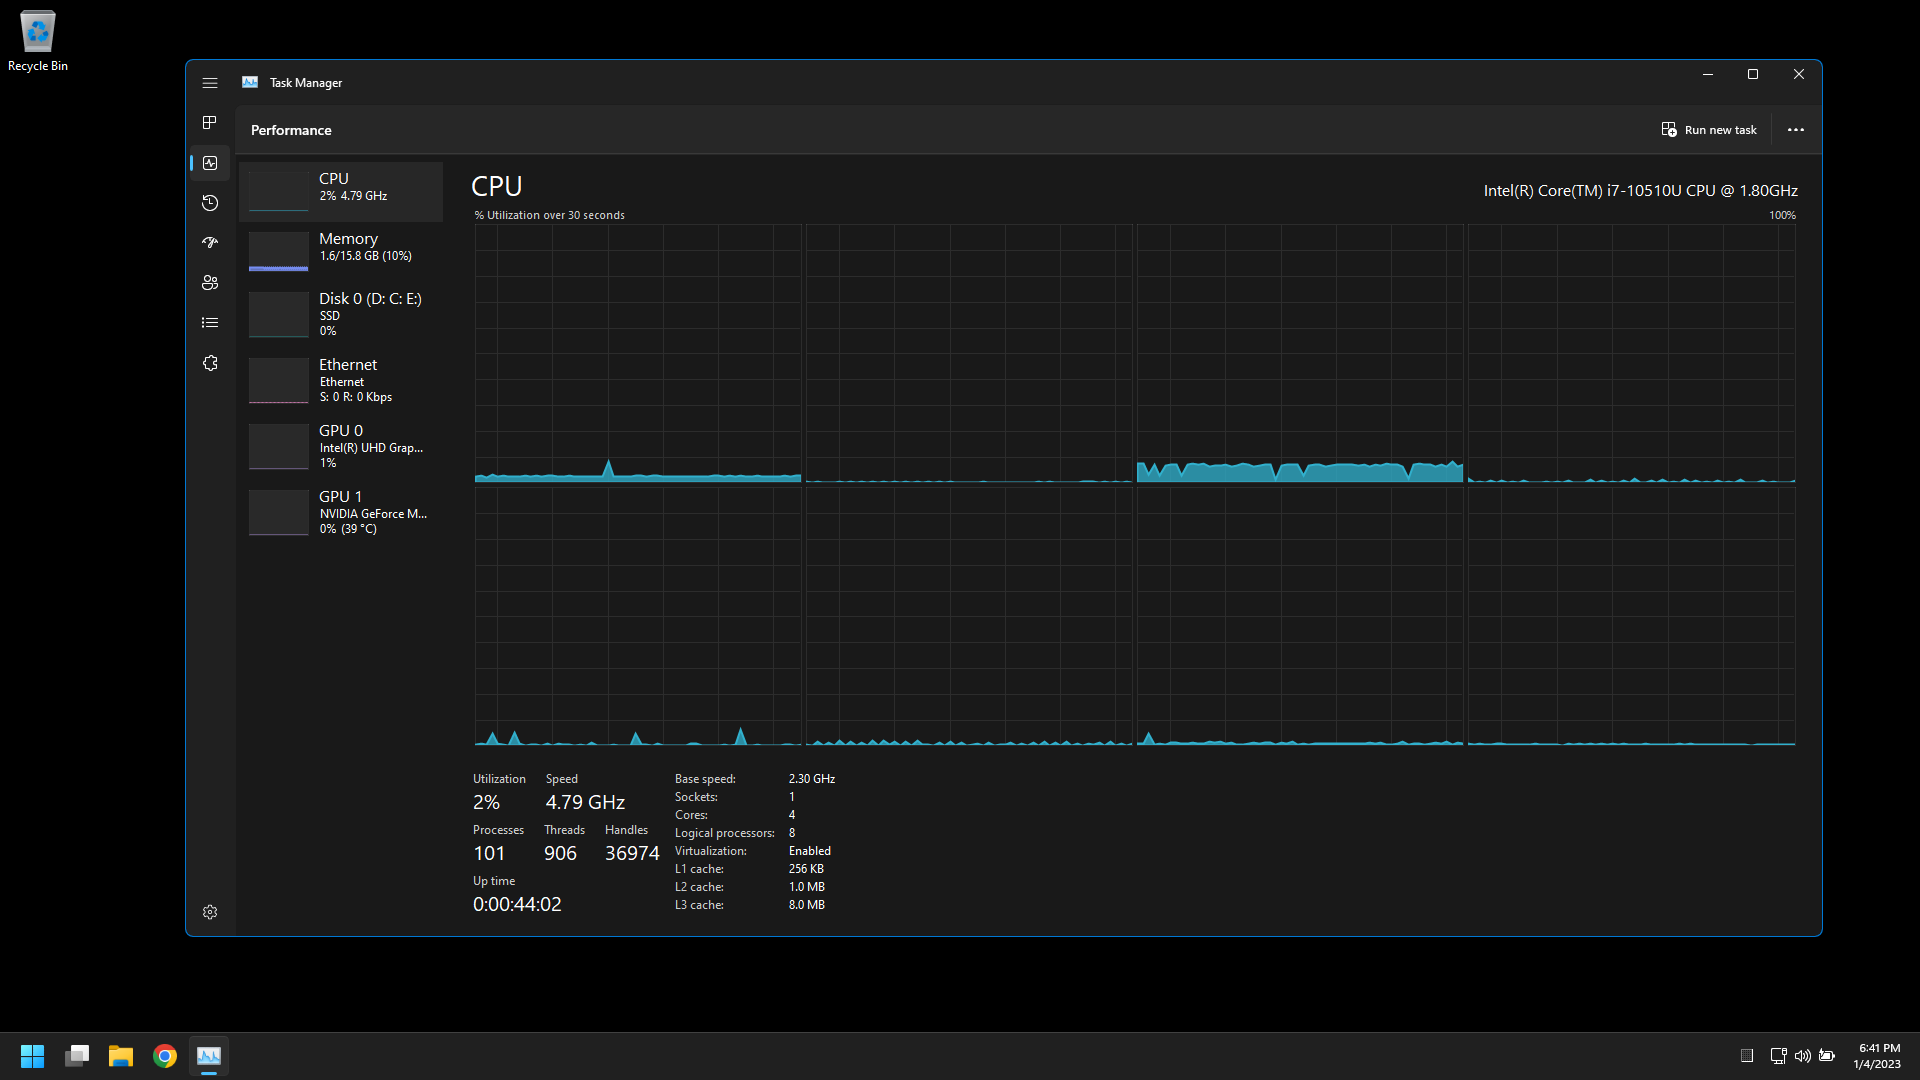 Recycle Bin
Task Manager
Performance
Run new task
CPU
2% 4.79 GHz
Memory
1.6/15.8 GB (10%)
Disk 0 (D: C: E:)
SSD
0%
Ethernet
Ethernet
S: 0 R: 0 Kbps
GPU 0
Intel(R) UHD Grap...
1%
GPU 1
NVIDIA GeForce M...
0% (39 °C)
CPU
Intel(R) Core(TM) i7-10510U CPU @ 1.80GHz
% Utilization over 30 seconds
100%
Utilization
2%
Speed
4.79 GHz
Processes
101
Threads
906
Handles
36974
Up time
0:00:44:02
Base speed: 2.30 GHz
Sockets: 1
Cores: 4
Logical processors: 8
Virtualization: Enabled
L1 cache: 256 KB
L2 cache: 1.0 MB
L3 cache: 8.0 MB
6:41 PM
1/4/2023